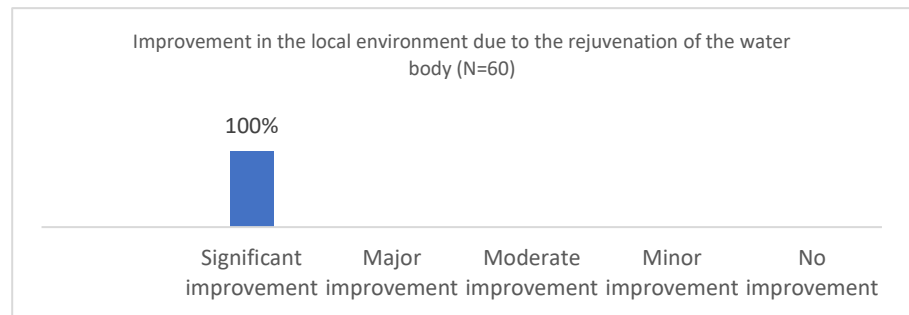 Improvement in the local environment due to the rejuvenation of the water
body (N=60)
100%
Significant improvement
Major improvement
Moderate improvement
Minor improvement
No improvement